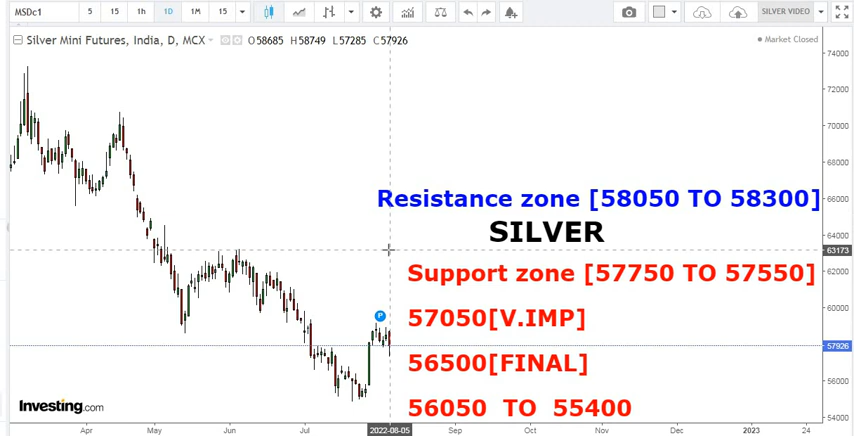 MSDc1 5 15 1h 1D 1M 15 SILVER VIDEO
Silver Mini Futures, India, D, MCX O58685 H58749 L57285 C57926
Market Closed
74000
72000
70000
68000
66000
Resistance zone [58050 TO 58300]
SILVER
63173
Support zone [57750 TO 57550]
62000
P
60000
57050[V.IMP]
57926
56500[FINAL]
56000
56050 TO 55400
54000
Investing.com
Apr May Jun Jul 2022-08-05 Sep Oct Nov Dec 2023 24